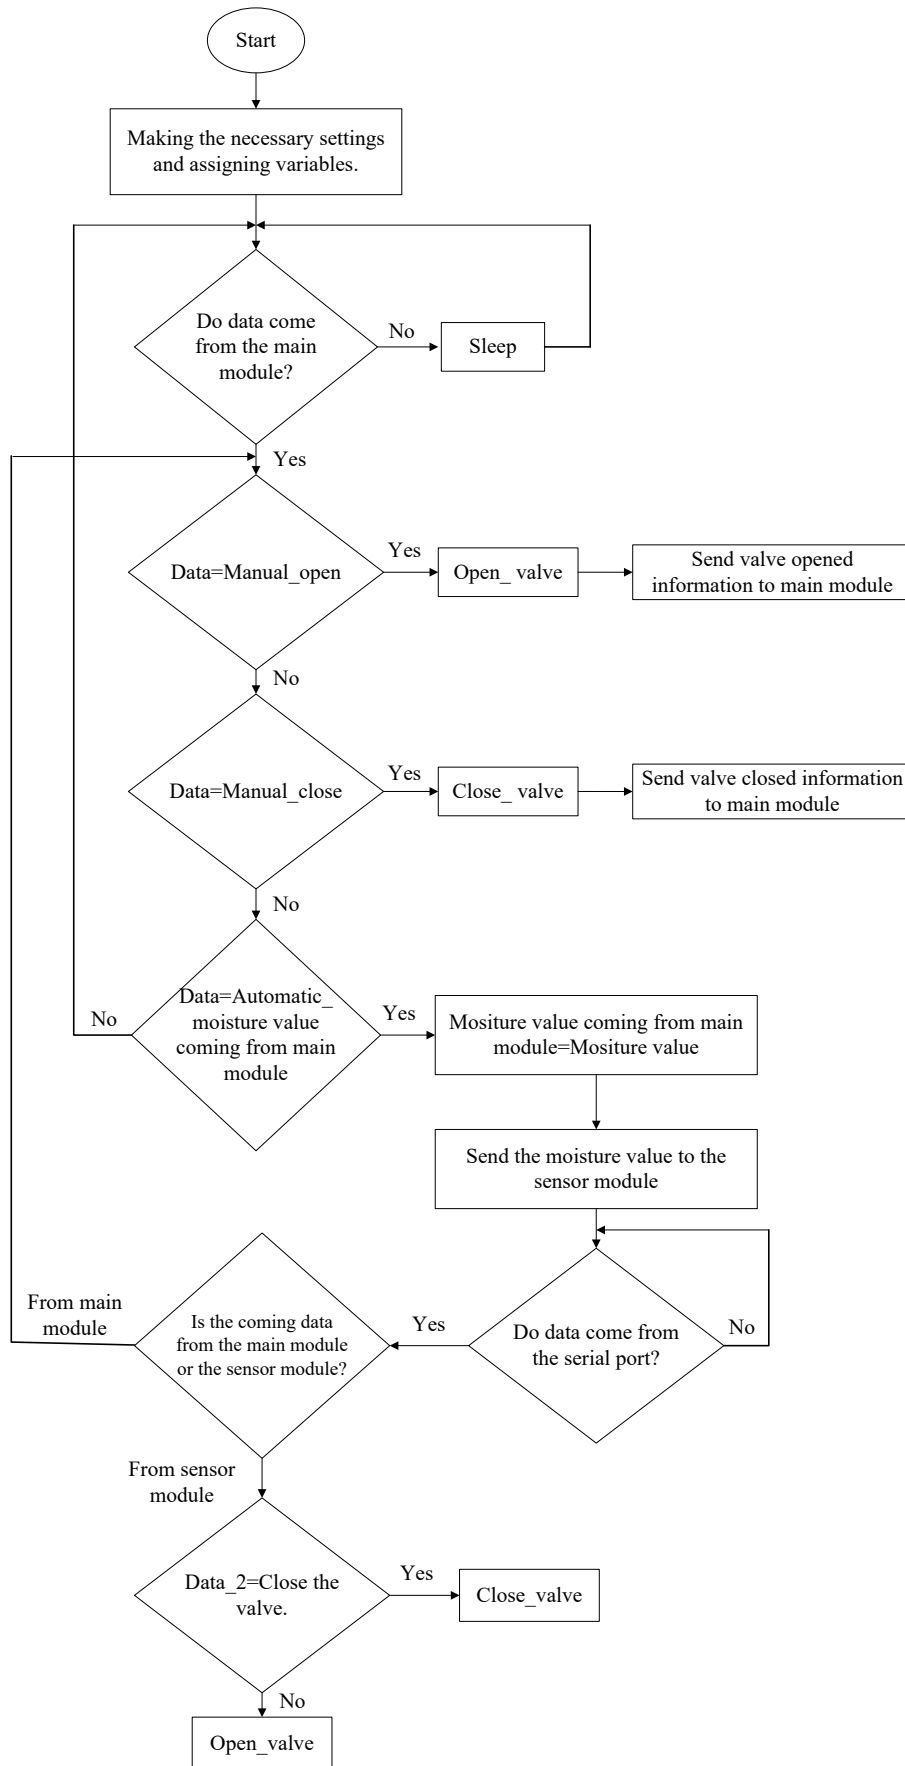 Start
Making the necessary settings
and assigning variables.
Do data come
from the main
module?
No
Sleep
Yes
Data=Manual_open
Yes
Open_ valve
Send valve opened
information to main module
No
Data=Manual_close
Yes
Close_ valve
Send valve closed information
to main module
No
Data=Automatic_
moisture value
coming from main
module
No
Yes
Mositure value coming from main
module=Mositure value
Send the moisture value to the
sensor module
Do data come from
the serial port?
No
Yes
Is the coming data
from the main module
or the sensor module?
From main
module
From sensor
module
Data_2=Close the
valve.
Yes
Close_valve
No
Open_valve